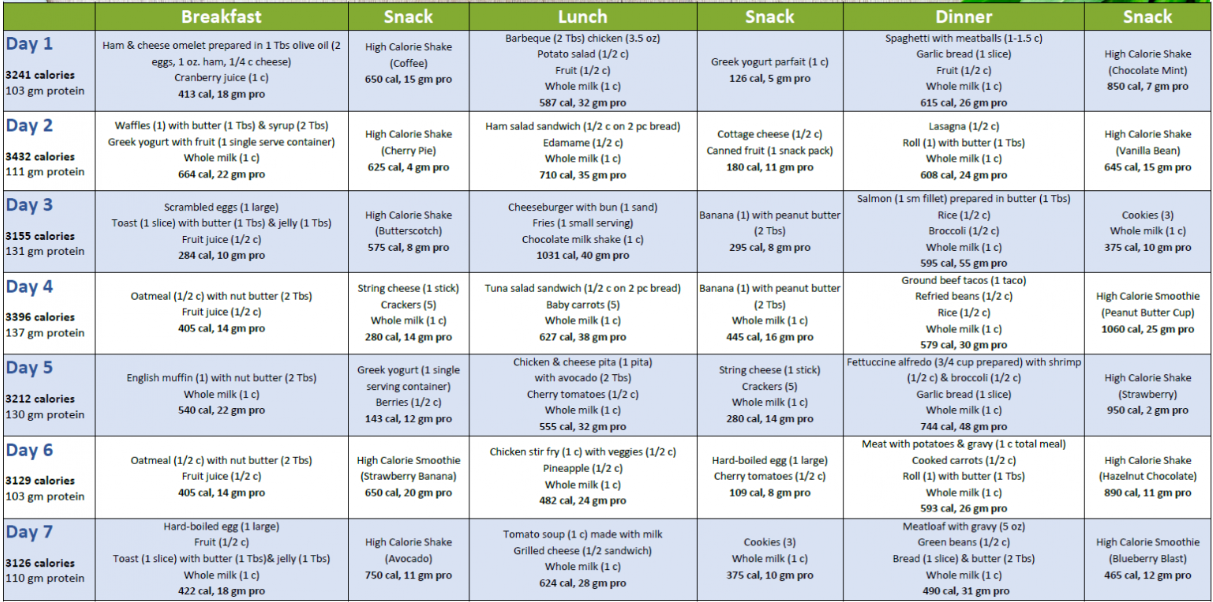 Breakfast
Snack
Lunch
Snack
Dinner
Snack
Day 1
3241 calories
103 gm protein
Ham & cheese omelet prepared in 1 Tbs olive oil (2
eggs, 1 oz. ham, 1/4 c cheese)
Cranberry juice (1 c)
413 cal, 18 gm pro
High Calorie Shake
(Coffee)
650 cal, 15 gm pro
Barbeque (2 Tbs) chicken (3.5 oz)
Potato salad (1/2 c)
Fruit (1/2 c)
Whole milk (1 c)
587 cal, 32 gm pro
Greek yogurt parfait (1 c)
126 cal, 5 gm pro
Spaghetti with meatballs (1-1.5 c)
Garlic bread (1 slice)
Fruit (1/2 c)
Whole milk (1 c)
615 cal, 26 gm pro
High Calorie Shake
(Chocolate Mint)
850 cal, 7 gm pro
Day 2
3432 calories
111 gm protein
Waffles (1) with butter (1 Tbs) & syrup (2 Tbs)
Greek yogurt with fruit (1 single serve container)
Whole milk (1 c)
664 cal, 22 gm pro
High Calorie Shake
(Cherry Pie)
625 cal, 4 gm pro
Ham salad sandwich (1/2 c on 2 pc bread)
Edamame (1/2 c)
Whole milk (1 c)
710 cal, 35 gm pro
Cottage cheese (1/2 c)
Canned fruit (1 snack pack)
180 cal, 11 gm pro
Lasagna (1/2 c)
Roll (1) with butter (1 Tbs)
Whole milk (1 c)
608 cal, 24 gm pro
High Calorie Shake
(Vanilla Bean)
645 cal, 15 gm pro
Day 3
3155 calories
131 gm protein
Scrambled eggs (1 large)
Toast (1 slice) with butter (1 Tbs) & jelly (1 Tbs)
Fruit juice (1/2 c)
284 cal, 10 gm pro
High Calorie Shake
(Butterscotch)
575 cal, 8 gm pro
Cheeseburger with bun (1 sand)
Fries (1 small serving)
Chocolate milk shake (1 c)
1031 cal, 40 gm pro
Banana (1) with peanut butter
(2 Tbs)
295 cal, 8 gm pro
Salmon (1 sm fillet) prepared in butter (1 Tbs)
Rice (1/2 c)
Broccoli (1/2 c)
Whole milk (1 c)
595 cal, 55 gm pro
Cookies (3)
Whole milk (1 c)
375 cal, 10 gm pro
Day 4
3396 calories
137 gm protein
Oatmeal (1/2 c) with nut butter (2 Tbs)
Fruit juice (1/2 c)
405 cal, 14 gm pro
String cheese (1 stick)
Crackers (5)
Whole milk (1 c)
280 cal, 14 gm pro
Tuna salad sandwich (1/2 c on 2 pc bread)
Baby carrots (5)
Whole milk (1 c)
627 cal, 38 gm pro
Banana (1) with peanut butter
(2 Tbs)
Whole milk (1 c)
445 cal, 16 gm pro
Ground beef tacos (1 taco)
Refried beans (1/2 c)
Rice (1/2 c)
Whole milk (1 c)
579 cal, 30 gm pro
High Calorie Smoothie
(Peanut Butter Cup)
1060 cal, 25 gm pro
Day 5
3212 calories
130 gm protein
English muffin (1) with nut butter (2 Tbs)
Whole milk (1 c)
540 cal, 22 gm pro
Greek yogurt (1 single
serving container)
Berries (1/2 c)
143 cal, 12 gm pro
Chicken & cheese pita (1 pita)
with avocado (2 Tbs)
Cherry tomatoes (1/2 c)
Whole milk (1 c)
555 cal, 32 gm pro
String cheese (1 stick)
Crackers (5)
Whole milk (1 c)
280 cal, 14 gm pro
Fettuccine alfredo (3/4 cup prepared) with shrimp
(1/2 c) & broccoli (1/2 c)
Garlic bread (1 slice)
Whole milk (1 c)
744 cal, 48 gm pro
High Calorie Shake
(Strawberry)
950 cal, 2 gm pro
Day 6
3129 calories
103 gm protein
Oatmeal (1/2 c) with nut butter (2 Tbs)
Fruit juice (1/2 c)
405 cal, 14 gm pro
High Calorie Smoothie
(Strawberry Banana)
650 cal, 20 gm pro
Chicken stir fry (1 c) with veggies (1/2 c)
Pineapple (1/2 c)
Whole milk (1 c)
482 cal, 24 gm pro
Hard-boiled egg (1 large)
Cherry tomatoes (1/2 c)
109 cal, 8 gm pro
Meat with potatoes & gravy (1 c total meal)
Cooked carrots (1/2 c)
Roll (1) with butter (1 Tbs)
Whole milk (1 c)
593 cal, 26 gm pro
High Calorie Shake
(Hazelnut Chocolate)
890 cal, 11 gm pro
Day 7
3126 calories
110 gm protein
Hard-boiled egg (1 large)
Fruit (1/2 c)
Toast (1 slice) with butter (1 Tbs)& jelly (1 Tbs)
Whole milk (1 c)
422 cal, 18 gm pro
High Calorie Shake
(Avocado)
750 cal, 11 gm pro
Tomato soup (1 c) made with milk
Grilled cheese (1/2 sandwich)
624 cal, 28 gm pro
Cookies (3)
Whole milk (1 c)
375 cal, 10 gm pro
Meatloaf with gravy (5 oz)
Green beans (1/2 c)
Bread (1 slice) & butter (2 Tbs)
Whole milk (1 c)
490 cal, 31 gm pro
High Calorie Smoothie
(Blueberry Blast)
465 cal, 12 gm pro